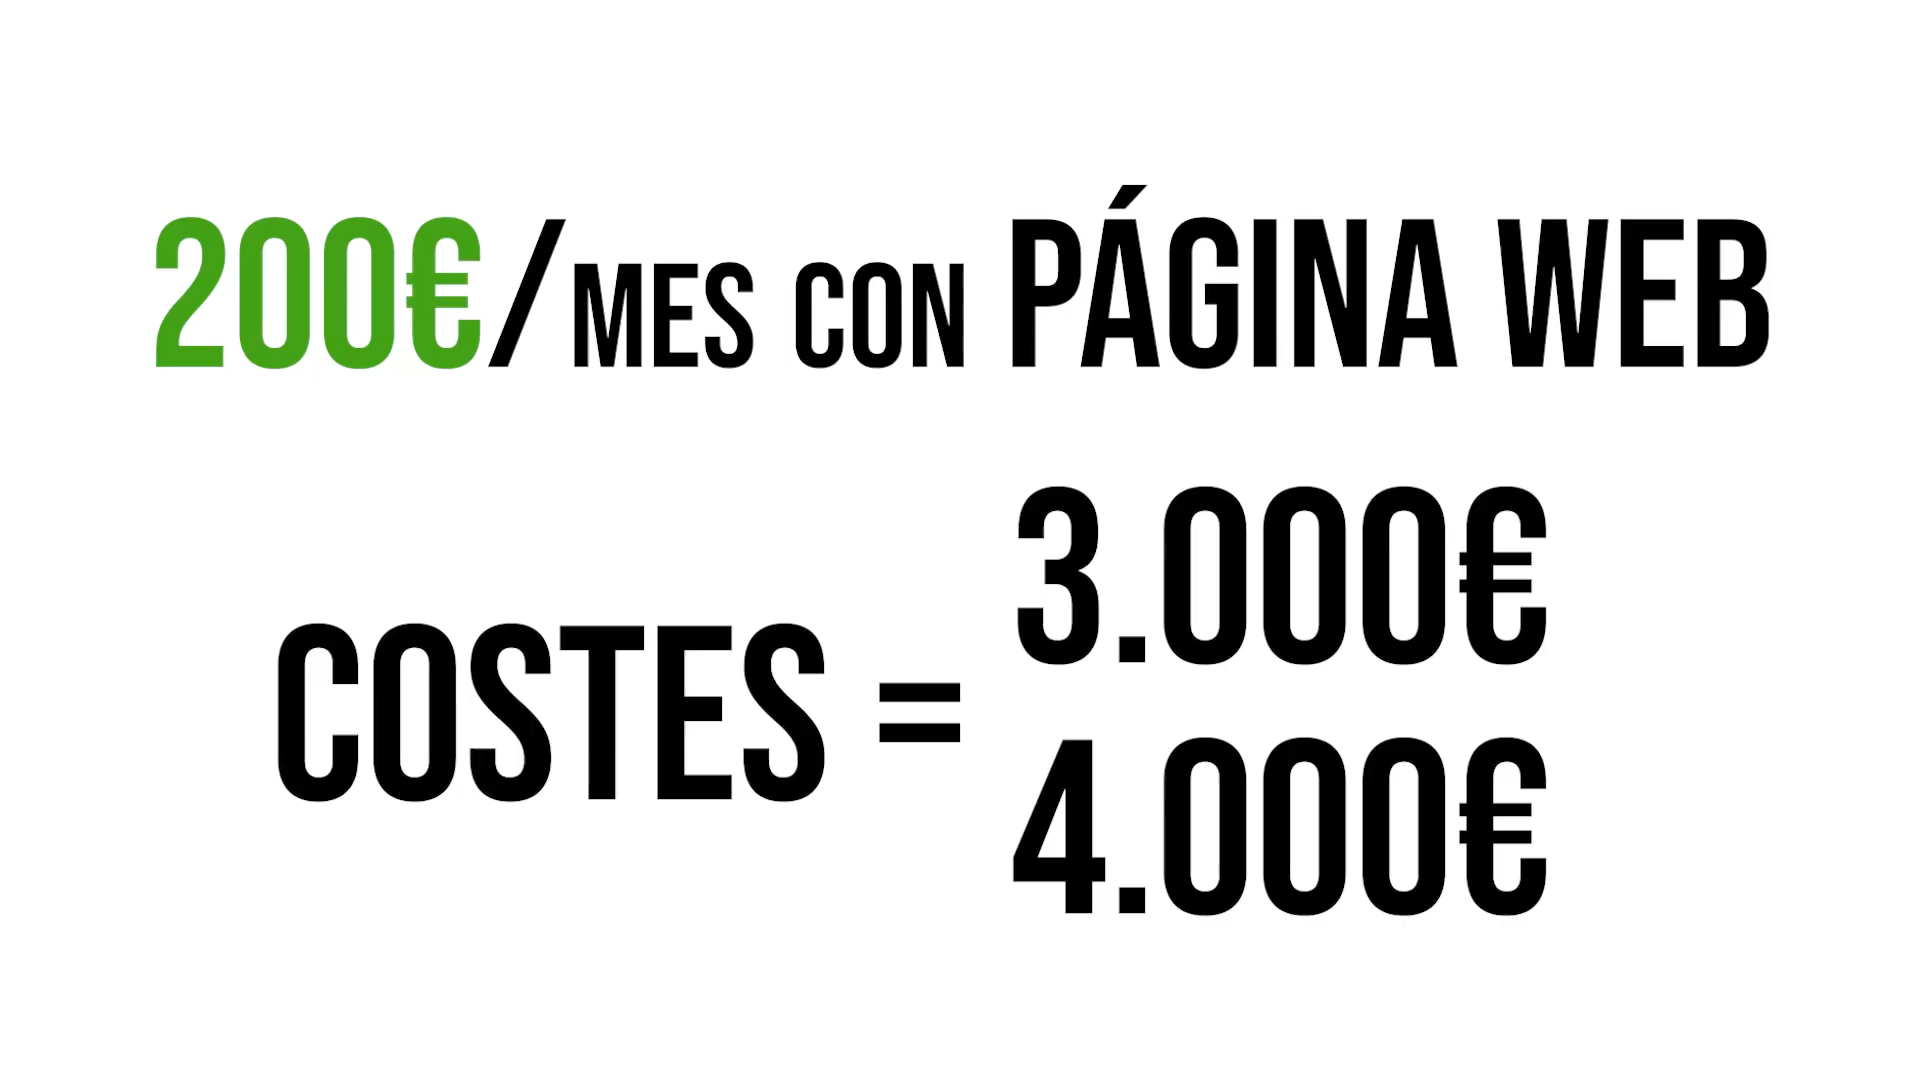 200€/MES CON PÁGINA WEB
3.000€
COSTES =
4.000€